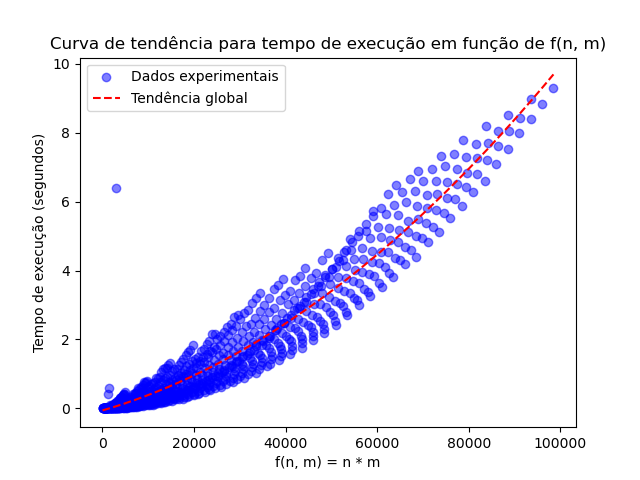 Curva de tendência para tempo de execução em função de f(n, m)
Dados experimentais
Tendência global
Tempo de execução (segundos)
10
8
6
4
2
0
0 20000 40000 60000 80000 100000
f(n, m) = n * m